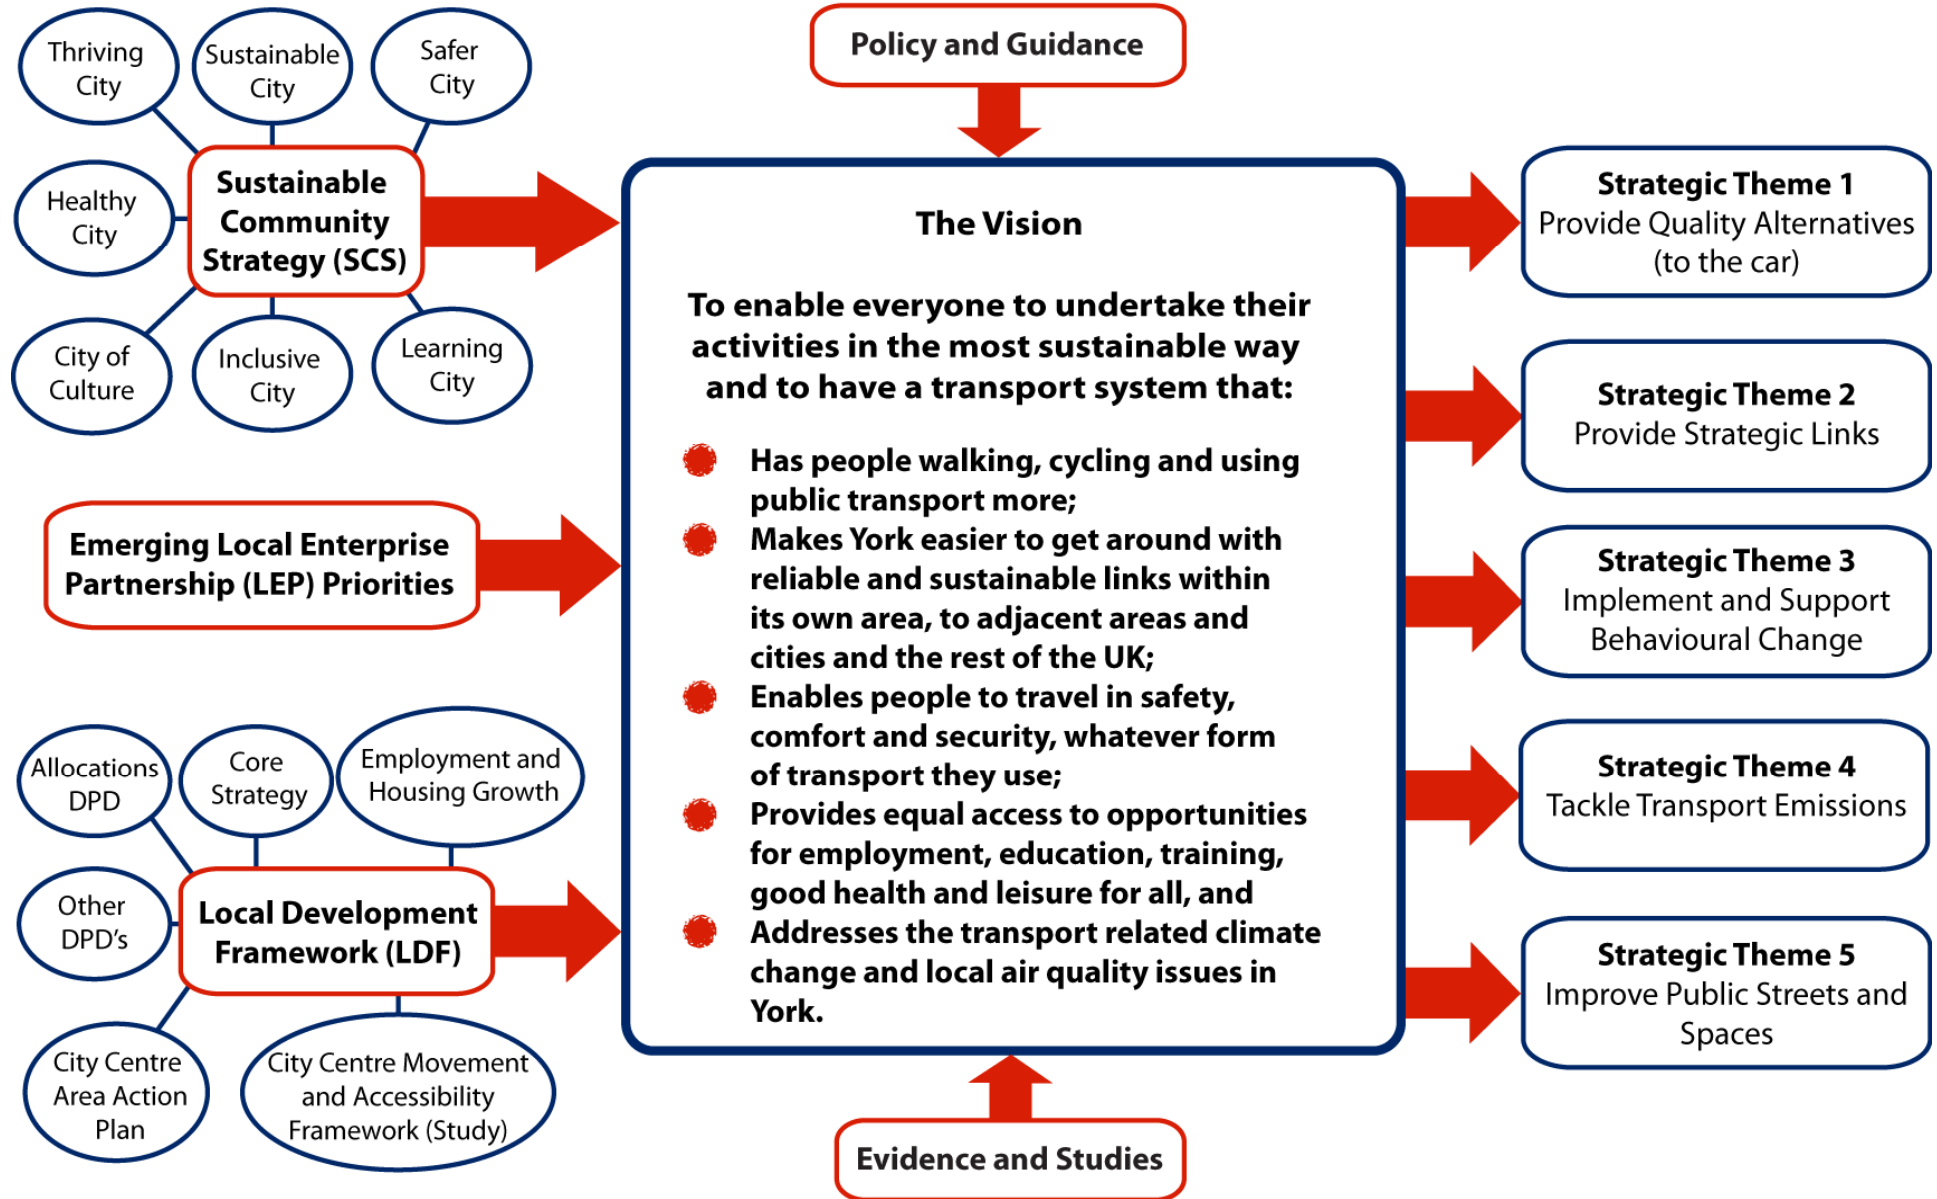 Thriving
City
Sustainable
City
Safer
City
Healthy
City
Sustainable
Community
Strategy (SCS)
City of
Culture
Inclusive
City
Learning
City
Emerging Local Enterprise
Partnership (LEP) Priorities
Allocations
DPD
Core
Strategy
Employment and
Housing Growth
Other
DPD's
Local Development
Framework (LDF)
City Centre
Area Action
Plan
City Centre Movement
and Accessibility
Framework (Study)
Policy and Guidance
The Vision
To enable everyone to undertake their
activities in the most sustainable way
and to have a transport system that:
Has people walking, cycling and using
public transport more;
Makes York easier to get around with
reliable and sustainable links within
its own area, to adjacent areas and
cities and the rest of the UK;
Enables people to travel in safety,
comfort and security, whatever form
of transport they use;
Provides equal access to opportunities
for employment, education, training,
good health and leisure for all, and
Addresses the transport related climate
change and local air quality issues in
York.
Evidence and Studies
Strategic Theme 1
Provide Quality Alternatives
(to the car)
Strategic Theme 2
Provide Strategic Links
Strategic Theme 3
Implement and Support
Behavioural Change
Strategic Theme 4
Tackle Transport Emissions
Strategic Theme 5
Improve Public Streets and
Spaces